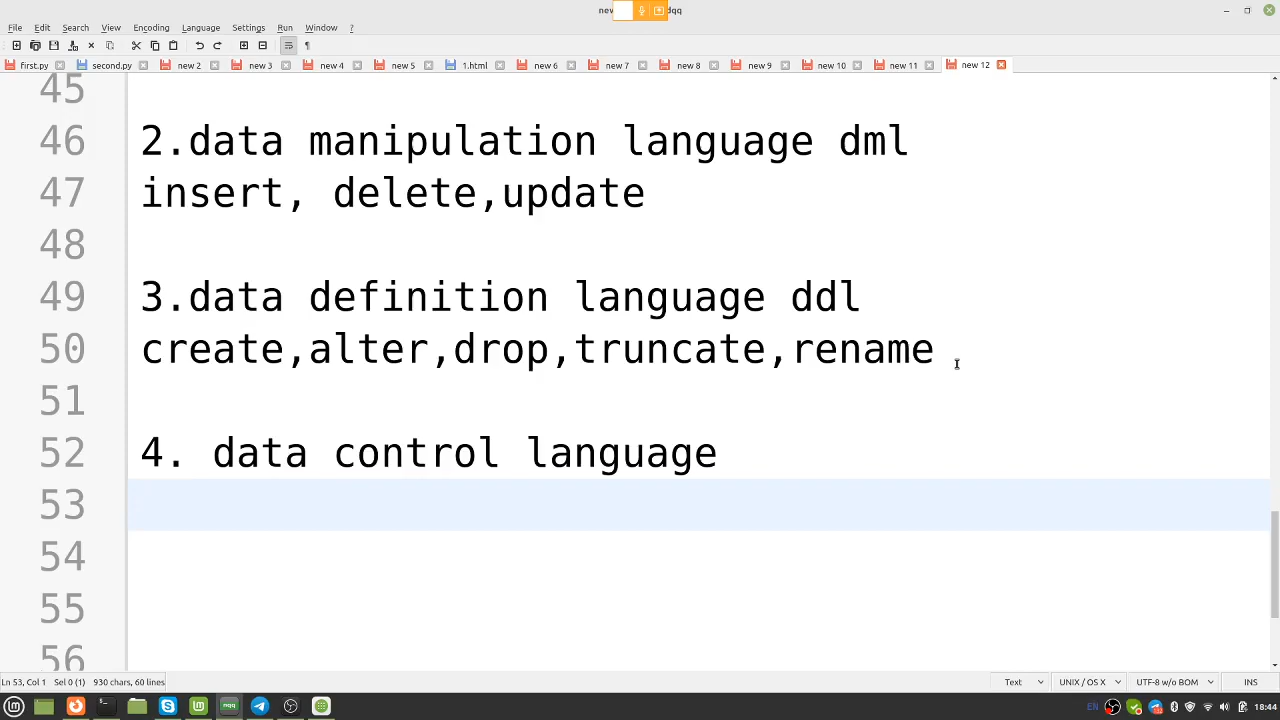 new
dqq
File Edit Search View Encoding Language Settings Run Window ?
first.py second.py new 2 new 3 new 4 new 5 1.html new 6 new 7 new 8 new 9 new 10 new 11 new 12
45
46 2.data manipulation language dml
47 insert, delete,update
48
49 3.data definition language ddl
50 create,alter,drop,truncate,rename
51
52 4. data control language
53
54
55
56
Ln 53, Col 1 Sel 0 (1) 930 chars, 60 lines Text UNIX / OS X UTF-8 w/o BOM INS
nqq EN 18:44